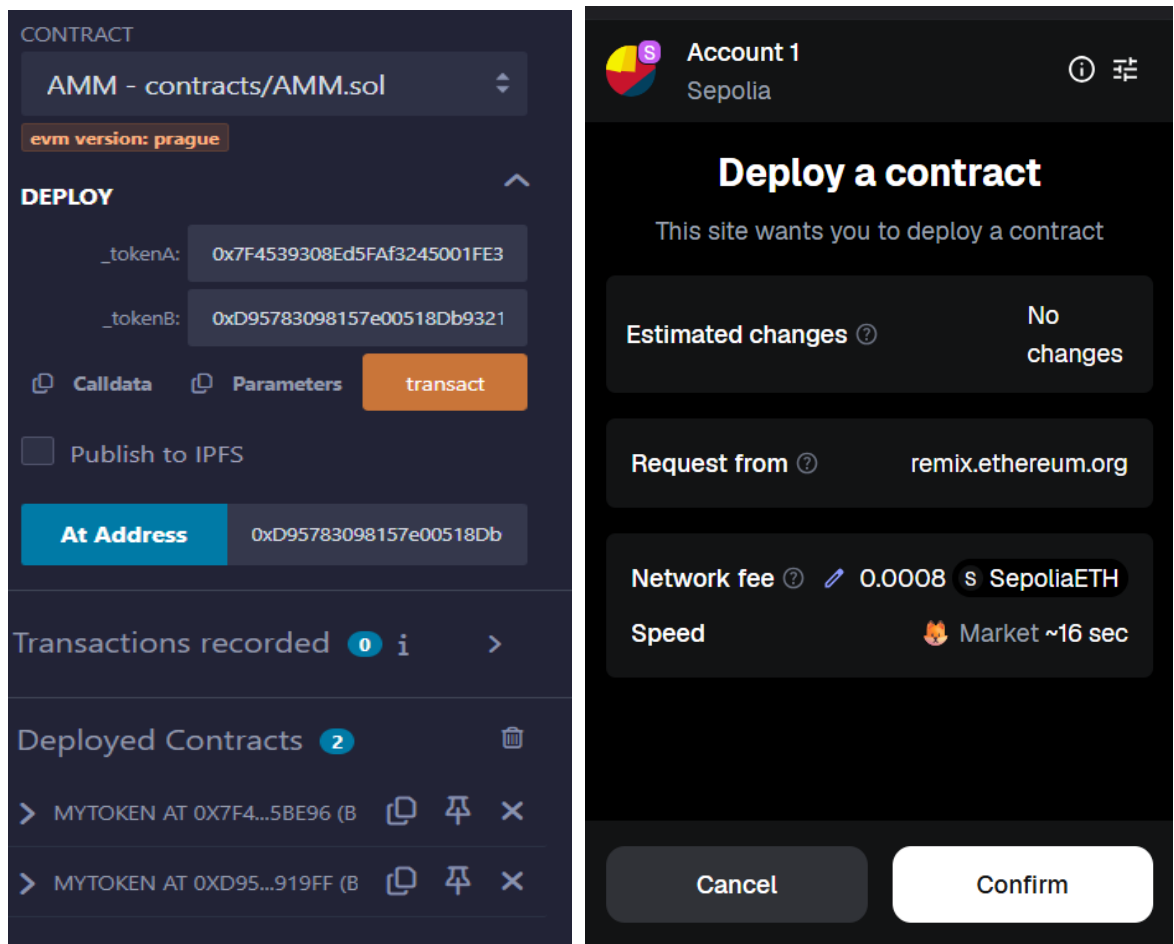 CONTRACT
AMM - contracts/AMM.sol
evm version: prague
DEPLOY
_tokenA: 0x7F4539308Ed5FAf3245001FE3
_tokenB: 0xD95783098157e00518Db9321
Calldata Parameters transact
Publish to IPFS
At Address 0xD95783098157e00518Db
Transactions recorded 0 i
Deployed Contracts 2
MYTOKEN AT 0X7F4...5BE96 (B
MYTOKEN AT 0XD95...919FF (B
S
Account 1
Sepolia
Deploy a contract
This site wants you to deploy a contract
Estimated changes ? No
changes
Request from ? remix.ethereum.org
Network fee ? 0.0008 S SepoliaETH
Speed Market ~16 sec
Cancel Confirm